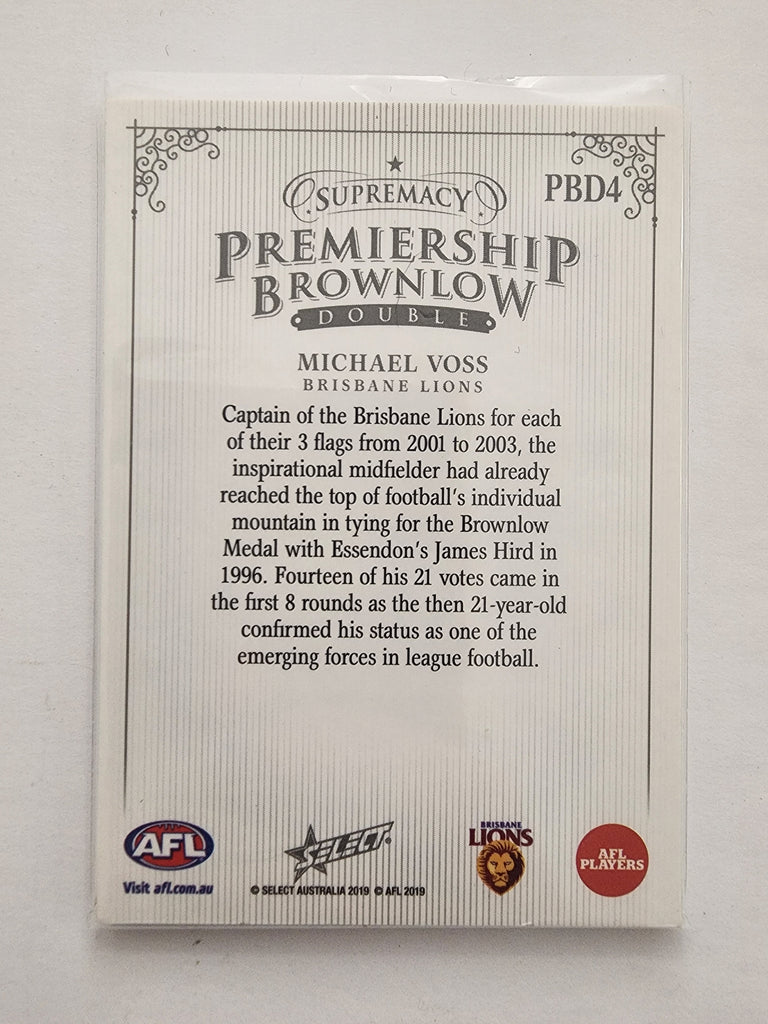 SUPREMACY
PBD4
PREMIERSHIP
BROWNLOW
DOUBLE
MICHAEL VOSS
BRISBANE LIONS
Captain of the Brisbane Lions for each
of their 3 flags from 2001 to 2003, the
inspirational midfielder had already
reached the top of football's individual
mountain in tying for the Brownlow
Medal with Essendon's James Hird in
1996. Fourteen of his 21 votes came in
the first 8 rounds as the then 21-year-old
confirmed his status as one of the
emerging forces in league football.
AFL
Visit afl.com.au
SELECT
© SELECT AUSTRALIA 2019 © AFL 2019
BRISBANE
LIONS
AFL
PLAYERS